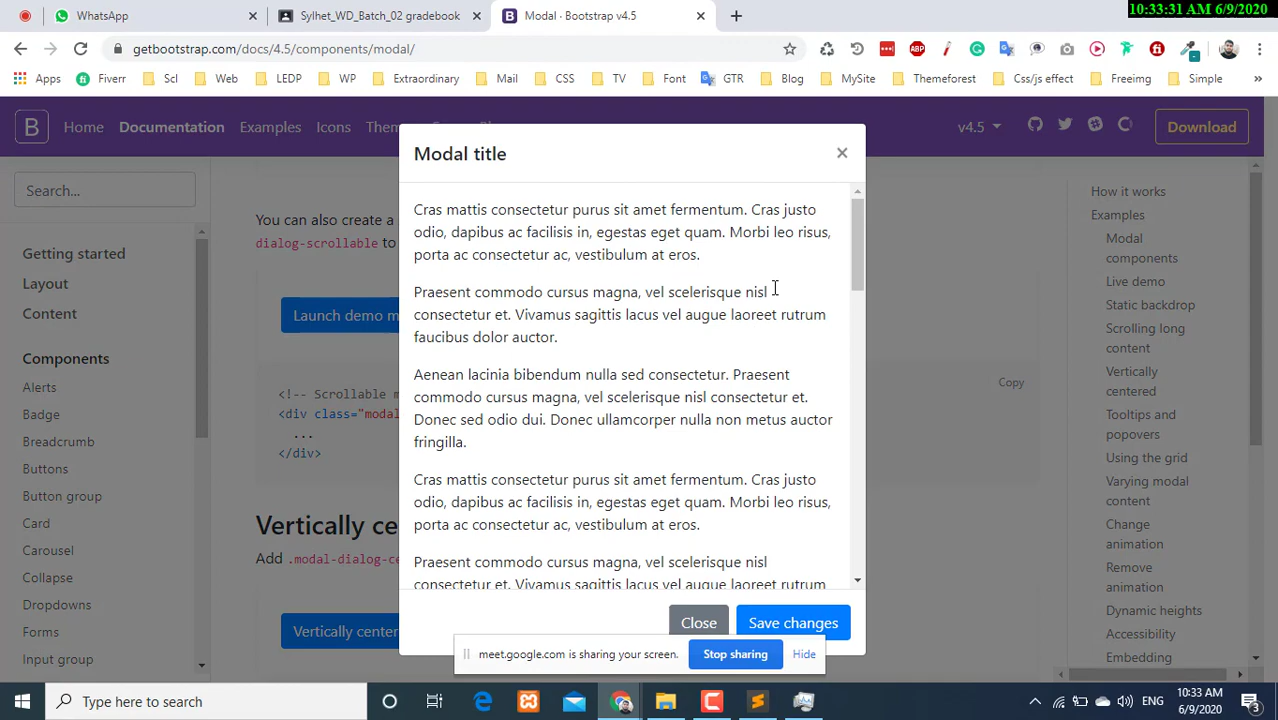 10:33:31 AM 6/9/2020
WhatsApp
Sylhet_WD_Batch_02 gradebook
Modal · Bootstrap v4.5
getbootstrap.com/docs/4.5/components/modal/
ABP
Apps
Fiverr
Scl
Web
LEDP
WP
Extraordinary
Mail
CSS
TV
Font
GTR
Blog
MySite
Themeforest
Css/js effect
Freeimg
Simple
B
Home
Documentation
Examples
Icons
v4.5
Download
Search...
Getting started
Layout
Content
Components
Alerts
Badge
Breadcrumb
Buttons
Button group
Card
Carousel
Collapse
Dropdowns
Forms
Input group
You can also create a
dialog-scrollable to
Launch demo m
<!-- Scrollable m
<div class="modal
...
</div>
Copy
Vertically ce
Add .modal-dialog-ce
Vertically center
Modal title
×
Cras mattis consectetur purus sit amet fermentum. Cras justo
odio, dapibus ac facilisis in, egestas eget quam. Morbi leo risus,
porta ac consectetur ac, vestibulum at eros.
Praesent commodo cursus magna, vel scelerisque nisl
consectetur et. Vivamus sagittis lacus vel augue laoreet rutrum
faucibus dolor auctor.
Aenean lacinia bibendum nulla sed consectetur. Praesent
commodo cursus magna, vel scelerisque nisl consectetur et.
Donec sed odio dui. Donec ullamcorper nulla non metus auctor
fringilla.
Cras mattis consectetur purus sit amet fermentum. Cras justo
odio, dapibus ac facilisis in, egestas eget quam. Morbi leo risus,
porta ac consectetur ac, vestibulum at eros.
Praesent commodo cursus magna, vel scelerisque nisl
consectetur et. Vivamus sagittis lacus vel augue laoreet rutrum
Close
Save changes
meet.google.com is sharing your screen.
Stop sharing
Hide
How it works
Examples
Modal
components
Live demo
Static backdrop
Scrolling long
content
Vertically
centered
Tooltips and
popovers
Using the grid
Varying modal
content
Change
animation
Remove
animation
Dynamic heights
Accessibility
Embedding
Type here to search
ENG
10:33 AM
6/9/2020
3